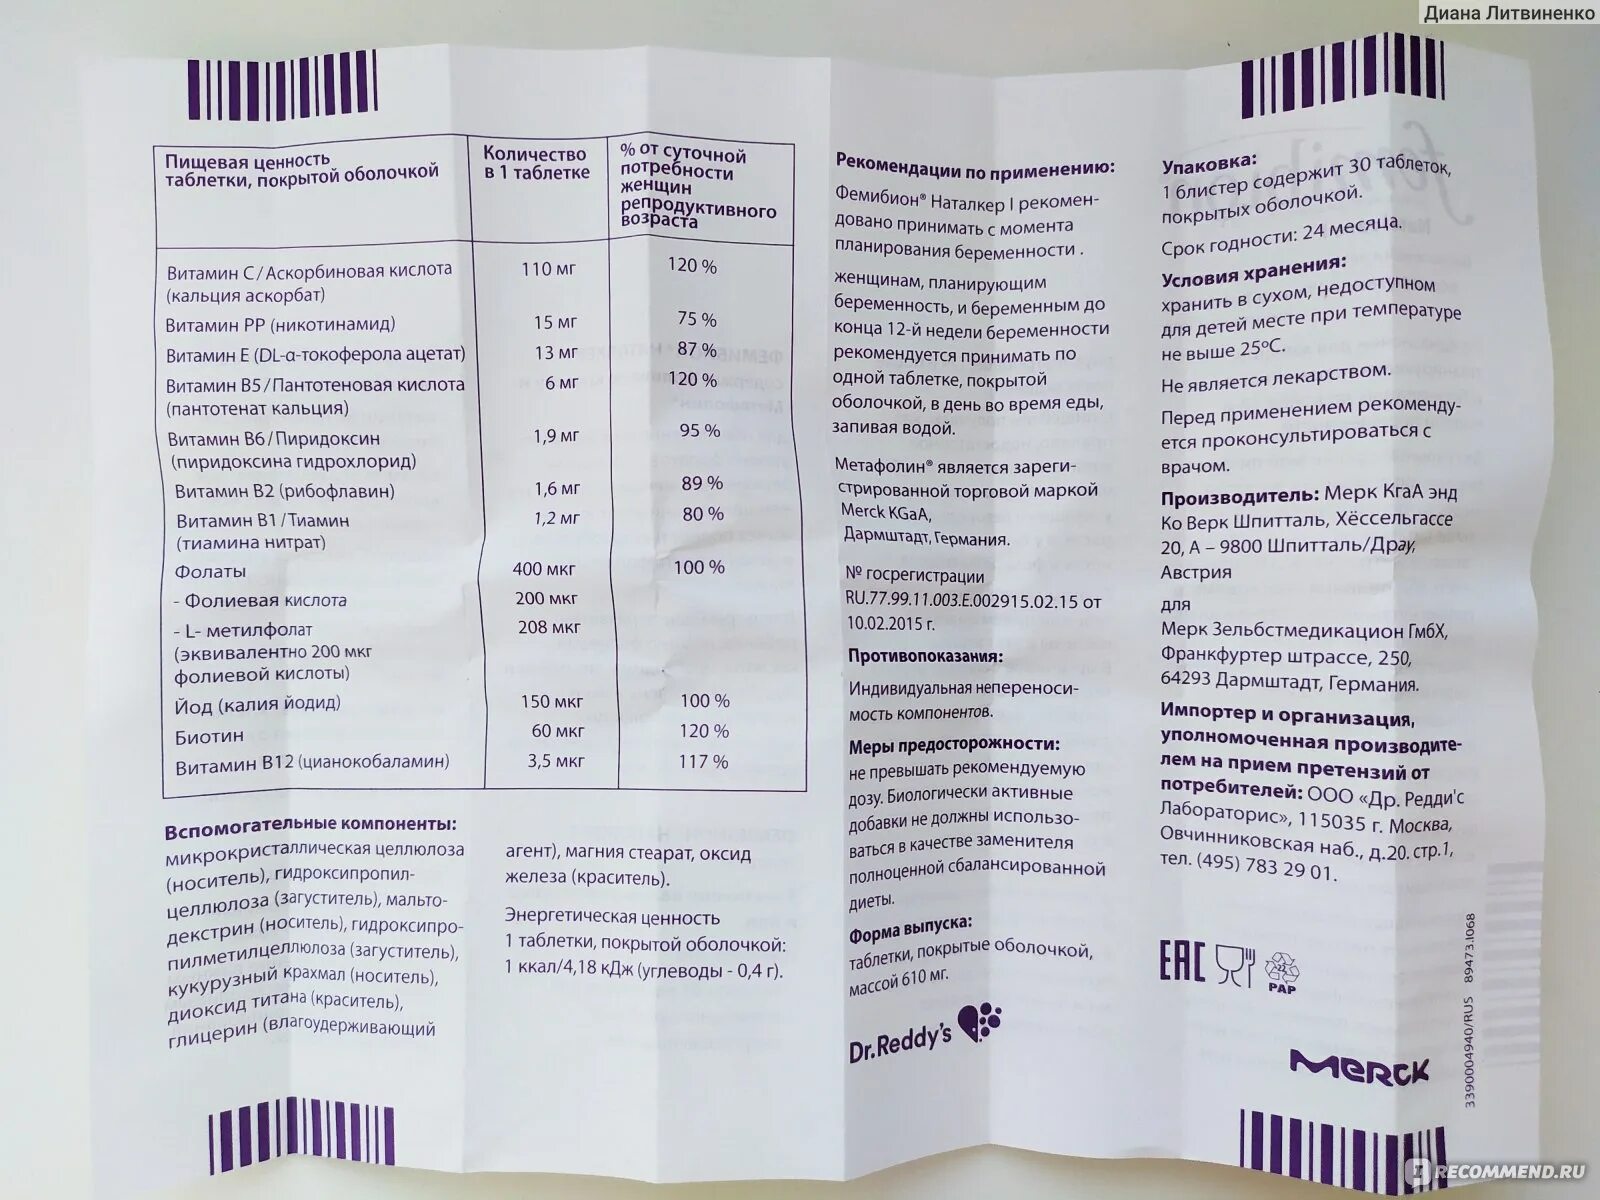 Диана Литвиненко
Пищевая ценность
таблетки, покрытой оболочкой
Количество
в 1 таблетке
% от суточной
потребности
женщин
репродуктивного
возраста
Витамин С/Аскорбиновая кислота
(кальция аскорбат)
110 мг
120 %
Витамин РР (никотинамид)
15 мг
75 %
Витамин Е (DL-α-токоферола ацетат)
13 мг
87 %
Витамин В5/Пантотеновая кислота
(пантотенат кальция)
6 мг
120 %
Витамин В6/Пиридоксин
(пиридоксина гидрохлорид)
1,9 мг
95 %
Витамин В2 (рибофлавин)
1,6 мг
89 %
Витамин В1/Тиамин
(тиамина нитрат)
1,2 мг
80 %
Фолаты
400 мкг
100 %
- Фолиевая кислота
200 мкг
- L- метилфолат
(эквивалентно 200 мкг
фолиевой кислоты)
208 мкг
Йод (калия йодид)
150 мкг
100 %
Биотин
60 мкг
120 %
Витамин В12 (цианокобаламин)
3,5 мкг
117 %
Вспомогательные компоненты:
микрокристаллическая целлюлоза
(носитель), гидроксипропил-
целлюлоза (загуститель), мальто-
декстрин (носитель), гидроксипро-
пилметилцеллюлоза (загуститель),
кукурузный крахмал (носитель),
диоксид титана (краситель),
глицерин (влагоудерживающий
агент), магния стеарат, оксид
железа (краситель).
Энергетическая ценность
1 таблетки, покрытой оболочкой:
1 ккал/4,18 кДж (углеводы - 0,4 г).
Рекомендации по применению:
Фемибион® Наталкер I рекомен-
довано принимать с момента
планирования беременности .
женщинам, планирующим
беременность, и беременным до
конца 12-й недели беременности
рекомендуется принимать по
одной таблетке, покрытой
оболочкой, в день во время еды,
запивая водой.
Метафолин® является зареги-
стрированной торговой маркой
Merck KGaA,
Дармштадт, Германия.
№ госрегистрации
RU.77.99.11.003.Е.002915.02.15 от
10.02.2015 г.
Противопоказания:
Индивидуальная непереноси-
мость компонентов.
Меры предосторожности:
не превышать рекомендуемую
дозу. Биологически активные
добавки не должны использо-
ваться в качестве заменителя
полноценной сбалансированной
диеты.
Форма выпуска:
таблетки, покрытые оболочкой,
массой 610 мг.
Dr.Reddy's
Упаковка:
1 блистер содержит 30 таблеток,
покрытых оболочкой.
Срок годности: 24 месяца.
Условия хранения:
хранить в сухом, недоступном
для детей месте при температуре
не выше 25ºС.
Не является лекарством.
Перед применением рекоменду-
ется проконсультироваться с
врачом.
Производитель: Мерк КгаА энд
Ко Верк Шпитталь, Хёссельгассе
20, А – 9800 Шпитталь/Драу,
Австрия
для
Мерк Зельбстмедикацион ГмбХ,
Франкфуртер штрассе, 250,
64293 Дармштадт, Германия.
Импортер и организация,
уполномоченная производите-
лем на прием претензий от
потребителей: ООО «Др. Редди'с
Лабораторис», 115035 г. Москва,
Овчинниковская наб., д.20. стр.1,
тел. (495) 783 29 01.
EAC
22
PAP
MERCK
3390004940/RUS 89473.1068
RECOMMEND.RU